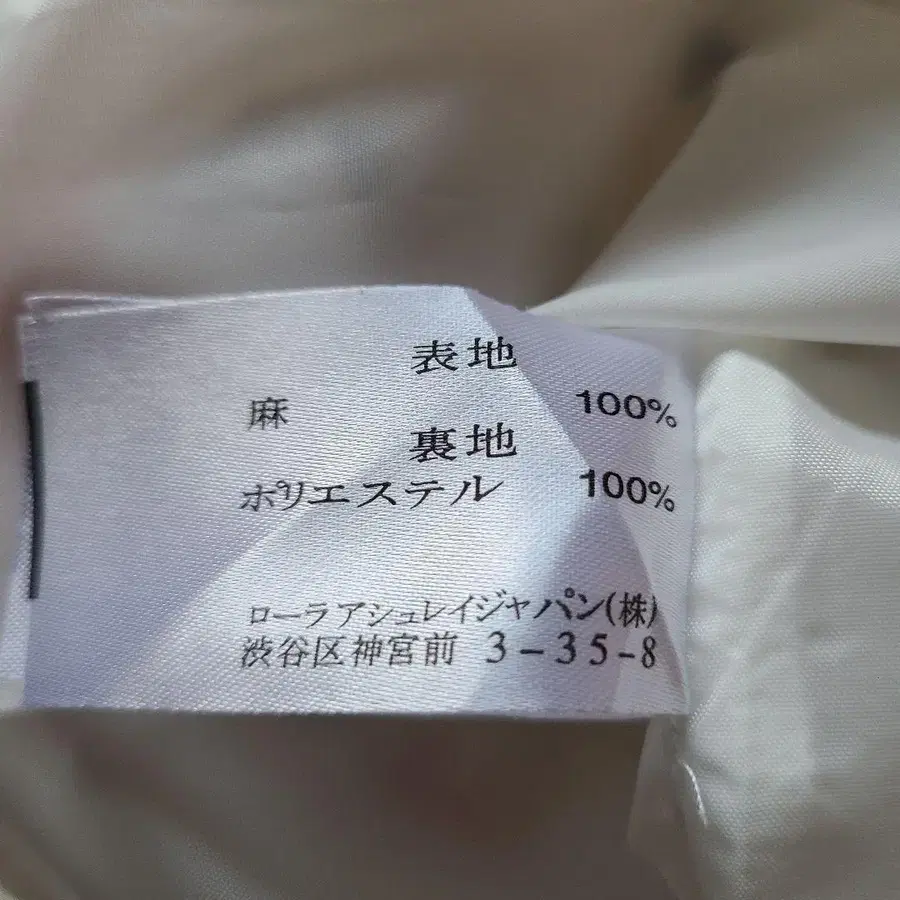 表地
麻 100%
裏地
ポリエステル 100%
ローラアシュレイジャパン(株)
渋谷区神宮前 3-35-8